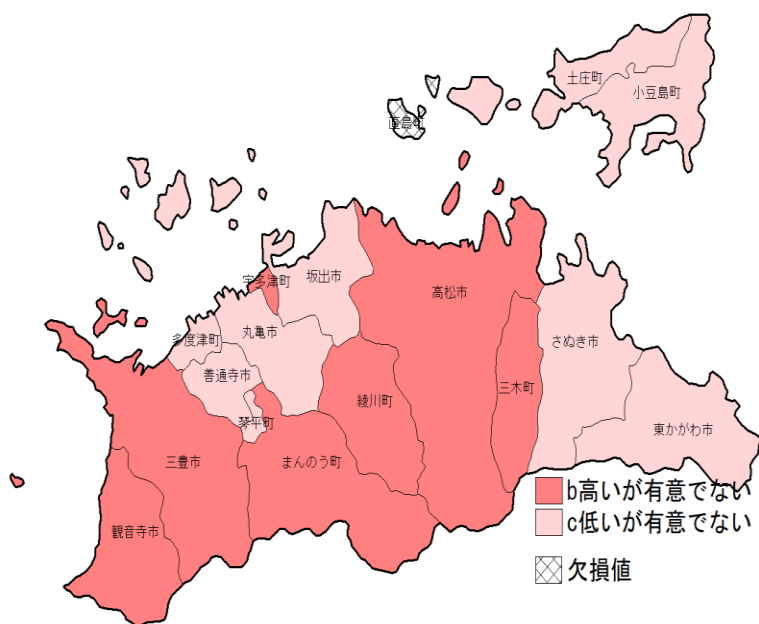 土庄町
小豆島町
直島町
宇多津町
坂出市
高松市
多度津町
丸亀市
さぬき市
善通寺市
三木町
琴平町
綾川町
東かがわ市
三豊市
まんのう町
観音寺市
b高いが有意でない
c低いが有意でない
欠損値